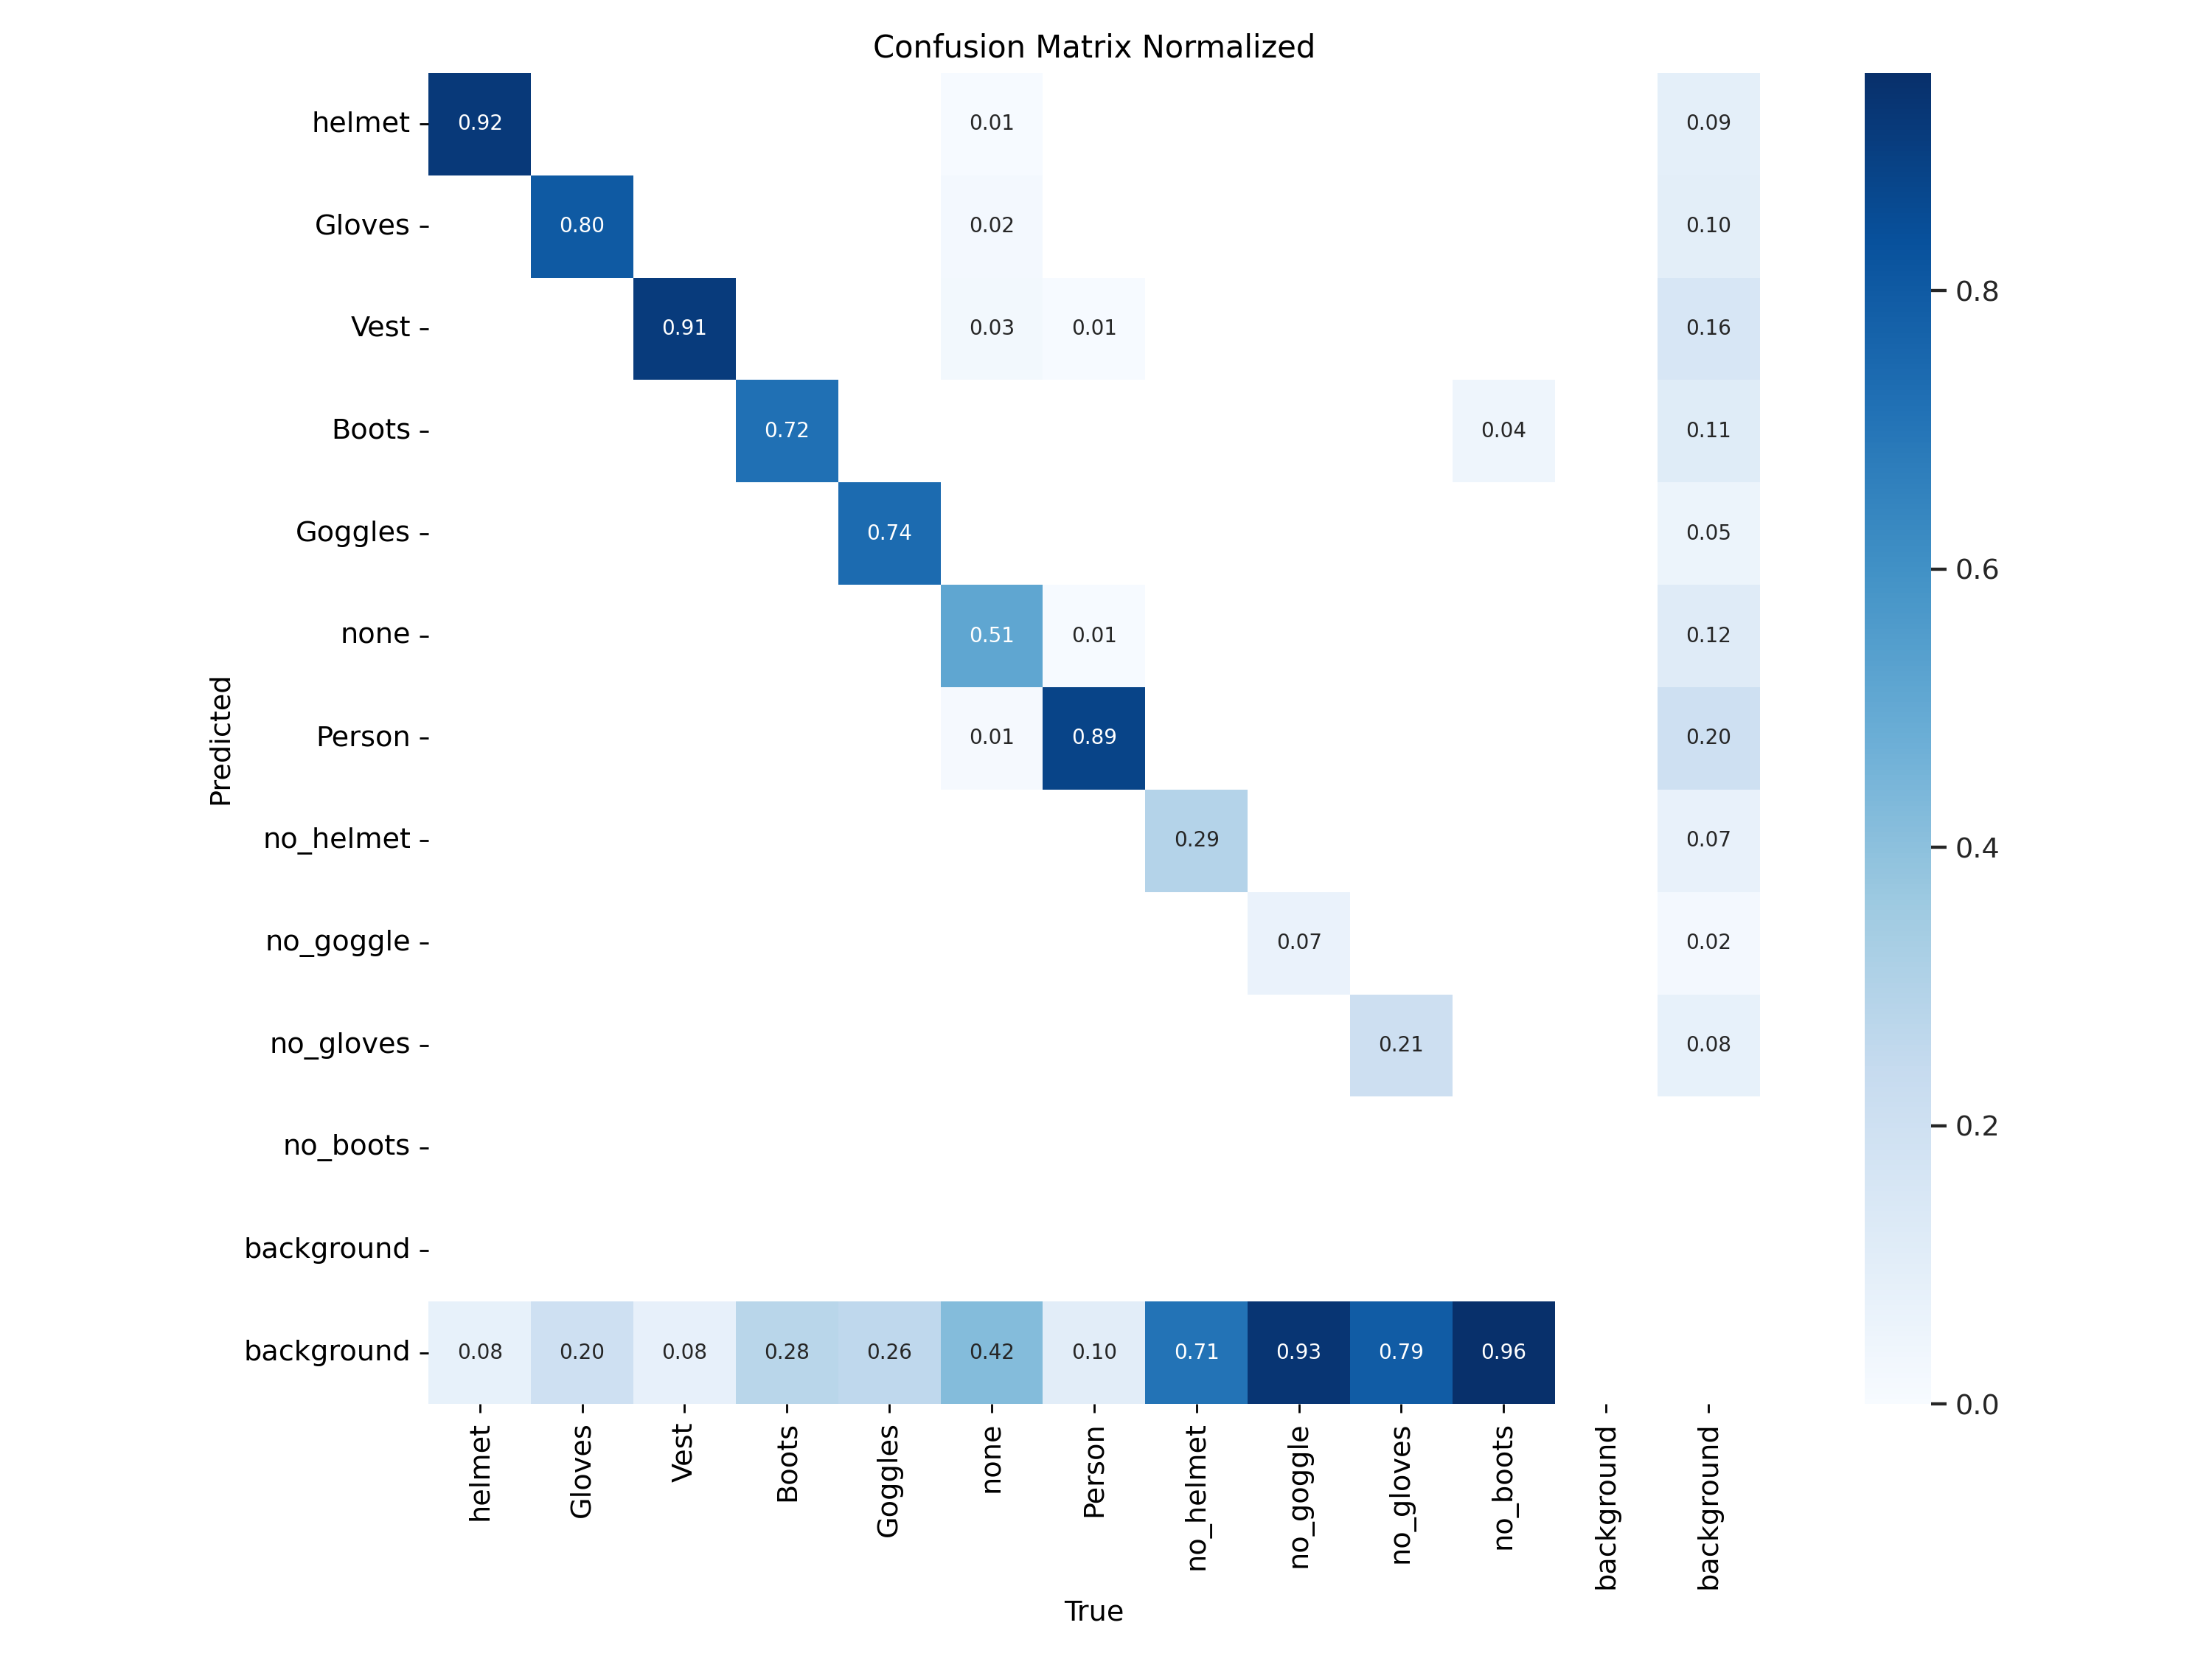 Confusion Matrix Normalized
helmet 0.92 0.01 0.09
Gloves 0.80 0.02 0.10
Vest 0.91 0.03 0.01 0.16
Boots 0.72 0.04 0.11
Goggles 0.74 0.05
none 0.51 0.01 0.12
Person 0.01 0.89 0.20
no_helmet 0.29 0.07
no_goggle 0.07 0.02
no_gloves 0.21 0.08
no_boots
background
background 0.08 0.20 0.08 0.28 0.26 0.42 0.10 0.71 0.93 0.79 0.96
Predicted
helmet
Gloves
Vest
Boots
Goggles
none
Person
no_helmet
no_goggle
no_gloves
no_boots
background
background
True
0.8
0.6
0.4
0.2
0.0